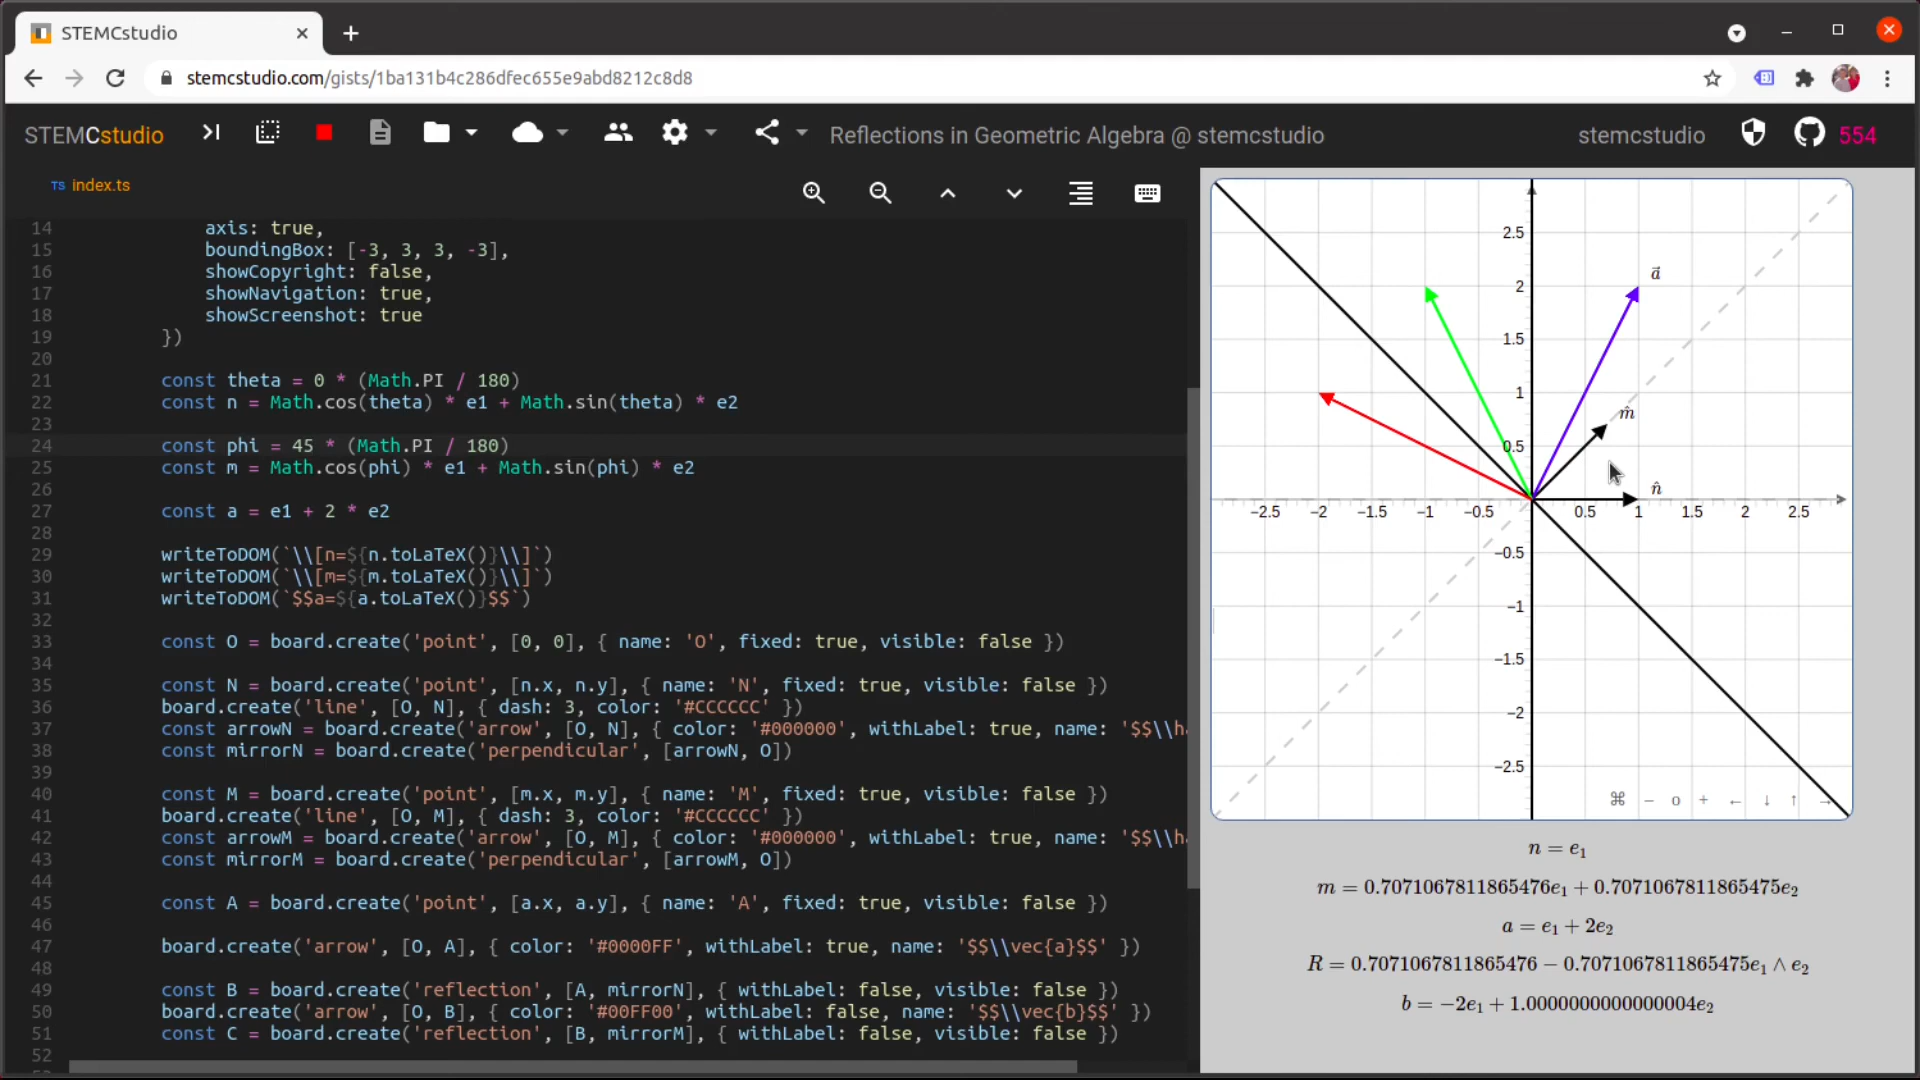 STEMCstudio
stemcstudio.com/gists/1ba131b4c286dfec655e9abd8212c8d8
STEMCstudio
Reflections in Geometric Algebra @ stemcstudio
stemcstudio
554
TS index.ts
14 axis: true,
15 boundingBox: [-3, 3, 3, -3],
16 showCopyright: false,
17 showNavigation: true,
18 showScreenshot: true
19 })
20
21 const theta = 0 * (Math.PI / 180)
22 const n = Math.cos(theta) * e1 + Math.sin(theta) * e2
23
24 const phi = 45 * (Math.PI / 180)
25 const m = Math.cos(phi) * e1 + Math.sin(phi) * e2
26
27 const a = e1 + 2 * e2
28
29 writeToDOM(`\\[n=${n.toLaTeX()}\\]`)
30 writeToDOM(`\\[m=${m.toLaTeX()}\\]`)
31 writeToDOM(`$$a=${a.toLaTeX()}$$`)
32
33 const O = board.create('point', [0, 0], { name: 'O', fixed: true, visible: false })
34
35 const N = board.create('point', [n.x, n.y], { name: 'N', fixed: true, visible: false })
36 board.create('line', [O, N], { dash: 3, color: '#CCCCCC' })
37 const arrowN = board.create('arrow', [O, N], { color: '#000000', withLabel: true, name: '$$\\h
38 const mirrorN = board.create('perpendicular', [arrowN, O])
39
40 const M = board.create('point', [m.x, m.y], { name: 'M', fixed: true, visible: false })
41 board.create('line', [O, M], { dash: 3, color: '#CCCCCC' })
42 const arrowM = board.create('arrow', [O, M], { color: '#000000', withLabel: true, name: '$$\\h
43 const mirrorM = board.create('perpendicular', [arrowM, O])
44
45 const A = board.create('point', [a.x, a.y], { name: 'A', fixed: true, visible: false })
46
47 board.create('arrow', [O, A], { color: '#0000FF', withLabel: true, name: '$$\\vec{a}$$' })
48
49 const B = board.create('reflection', [A, mirrorN], { withLabel: false, visible: false })
50 board.create('arrow', [O, B], { color: '#00FF00', withLabel: false, name: '$$\\vec{b}$$' })
51 const C = board.create('reflection', [B, mirrorM], { withLabel: false, visible: false })
52
2.5
a⃗
2
1.5
1
m̂
0.5
n̂
−2.5 −2 −1.5 −1 −0.5 0.5 1 1.5 2 2.5
−0.5
−1
−1.5
−2
−2.5
⌘ – o + ← ↓ ↑ →
n = e₁
m = 0.7071067811865476e₁ + 0.7071067811865475e₂
a = e₁ + 2e₂
R = 0.7071067811865476 − 0.7071067811865475e₁ ∧ e₂
b = −2e₁ + 1.0000000000000004e₂